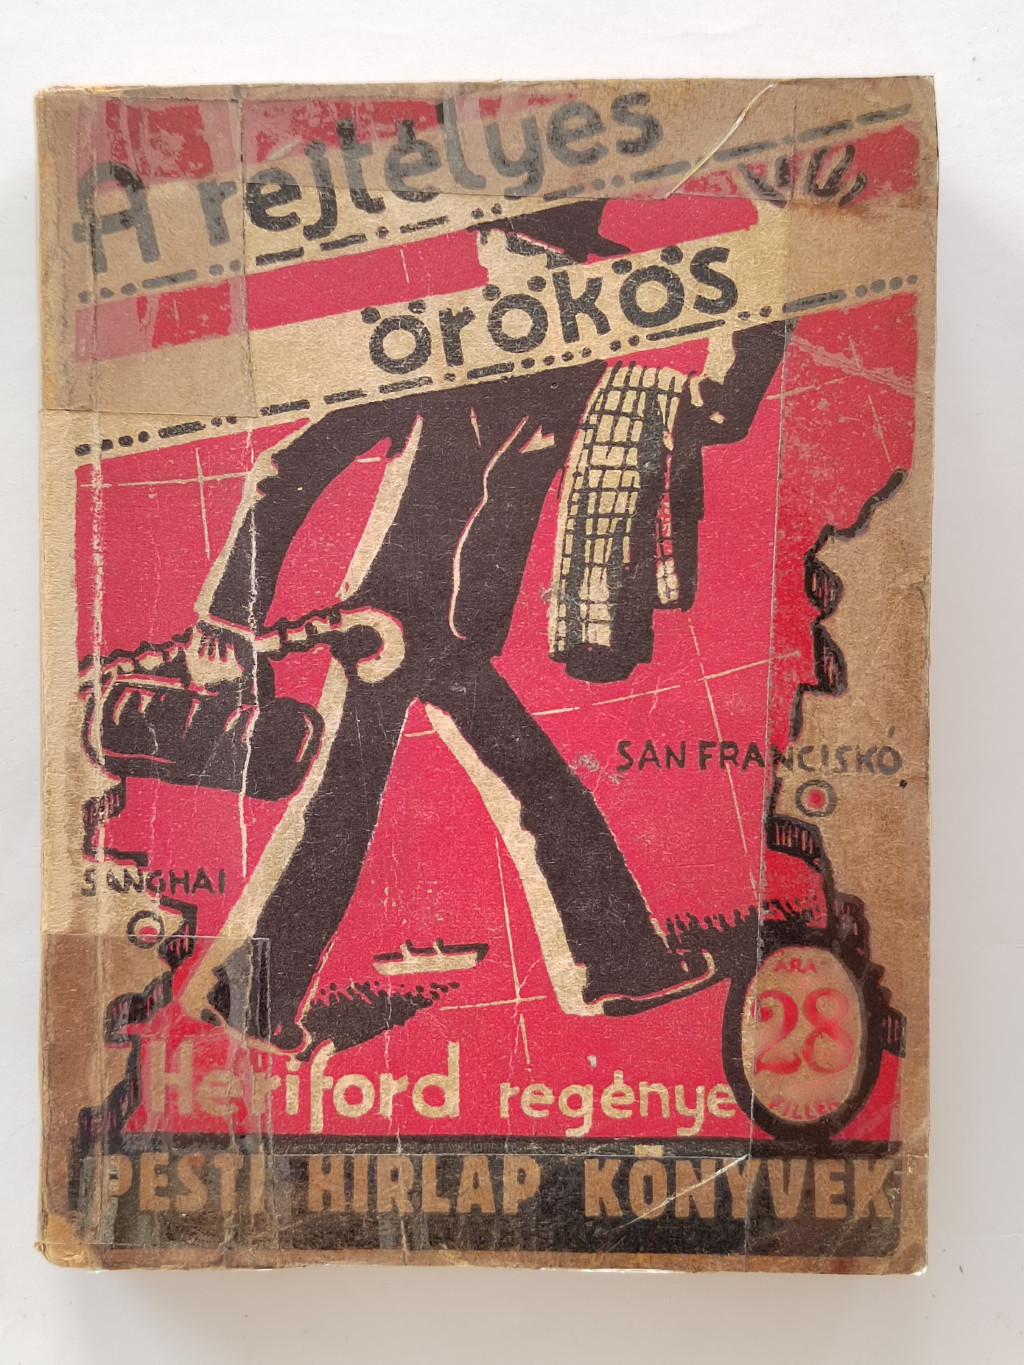 A rejtélyes
örökös
SAN FRANCISKÓ
SANGHAI
ÁRA
28
FILLÉR
Heriford regénye
PESTI HIRLAP KÖNYVEK